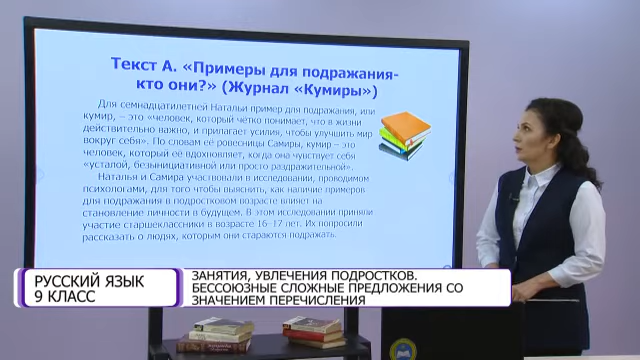 Текст А. «Примеры для подражания-
кто они?» (Журнал «Кумиры»)
Для семнадцатилетней Натальи пример для подражания, или
кумир, – это «человек, который чётко понимает, что в жизни
действительно важно, и прилагает усилия, чтобы улучшить мир
вокруг себя». По словам её ровесницы Самиры, кумир – это
человек, который её вдохновляет, когда она чувствует себя
«усталой, безынициативной или просто раздражительной».
Наталья и Самира участвовали в исследовании, проводимом
психологами, для того чтобы выяснить, как наличие примеров
для подражания в подростковом возрасте влияет на
становление личности в будущем. В этом исследовании приняли
участие старшеклассники в возрасте 16–17 лет. Их попросили
рассказать о людях, которым они стараются подражать.
РУССКИЙ ЯЗЫК
9 КЛАСС
ЗАНЯТИЯ, УВЛЕЧЕНИЯ ПОДРОСТКОВ.
БЕССОЮЗНЫЕ СЛОЖНЫЕ ПРЕДЛОЖЕНИЯ СО
ЗНАЧЕНИЕМ ПЕРЕЧИСЛЕНИЯ